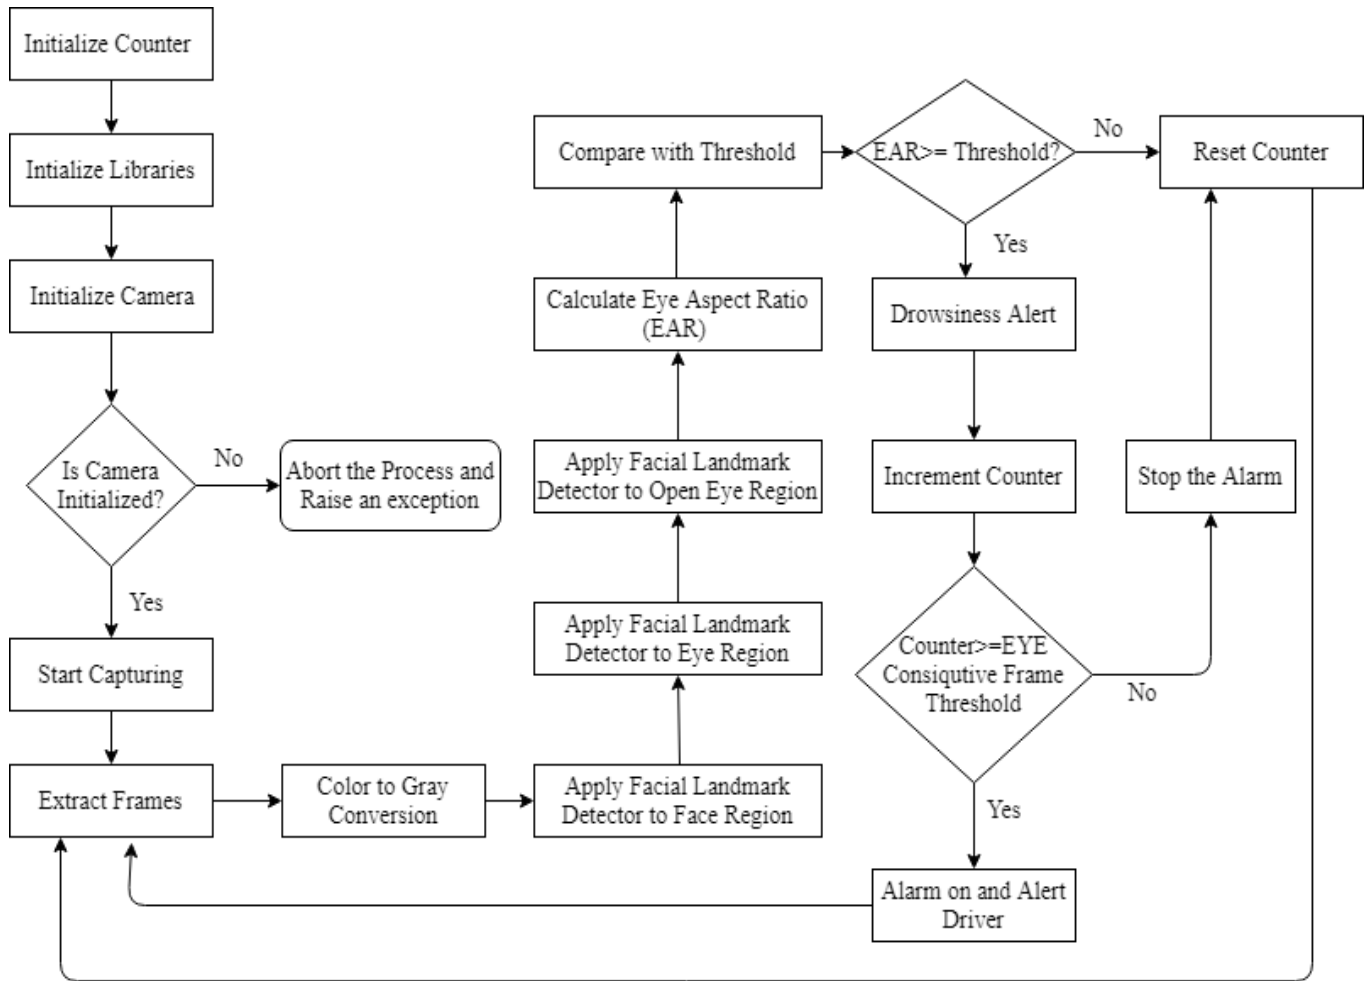 Initialize Counter
Intialize Libraries
Initialize Camera
Is Camera
Initialized?
No
Abort the Process and
Raise an exception
Yes
Start Capturing
Extract Frames
Color to Gray
Conversion
Apply Facial Landmark
Detector to Face Region
Apply Facial Landmark
Detector to Eye Region
Apply Facial Landmark
Detector to Open Eye Region
Calculate Eye Aspect Ratio
(EAR)
Compare with Threshold
EAR>= Threshold?
No
Reset Counter
Yes
Drowsiness Alert
Increment Counter
Counter>=EYE
Consiqutive Frame
Threshold
No
Stop the Alarm
Yes
Alarm on and Alert
Driver